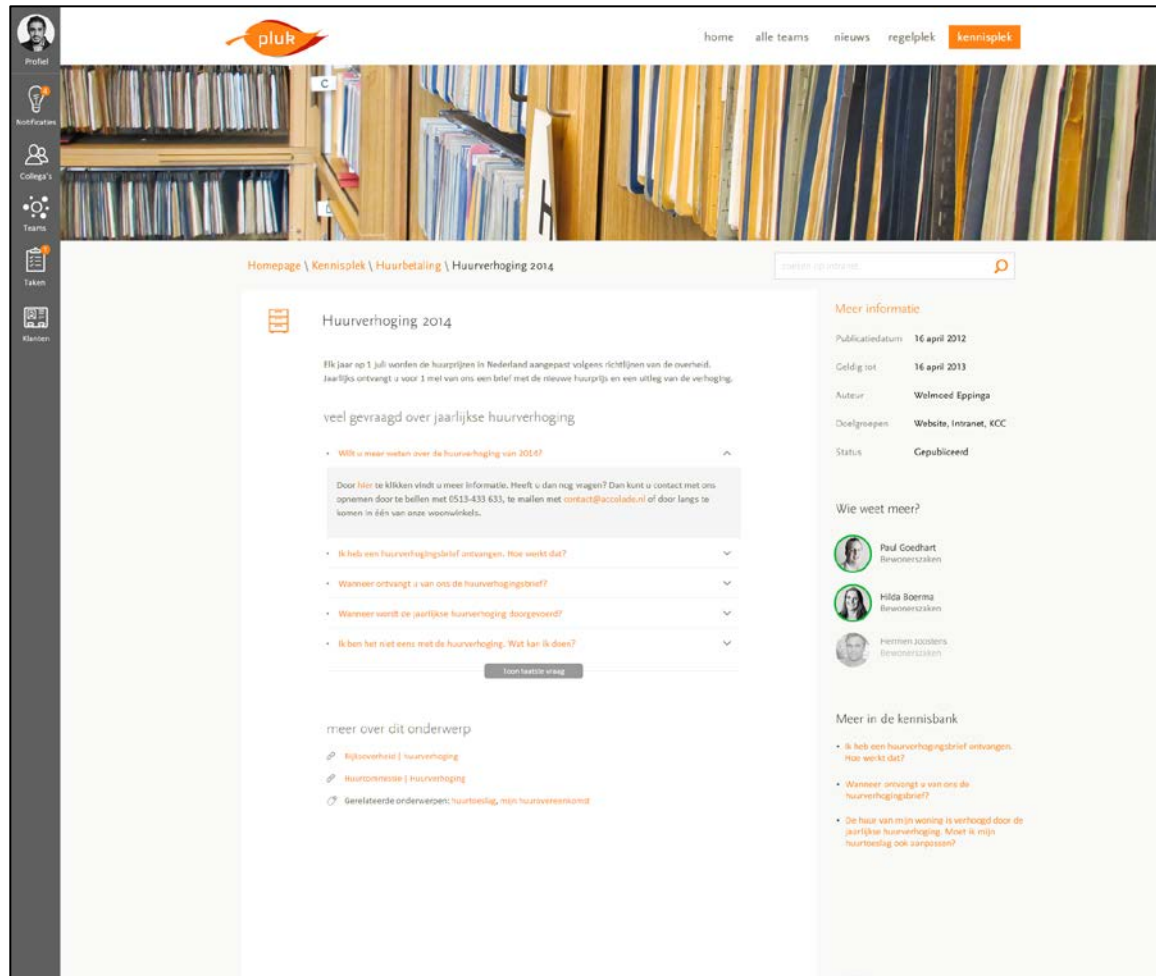 pluk
home alle teams nieuws regelplek kennisplek
Profiel
4
Notificaties
Collega's
Teams
Taken
Klanten
C
H
Homepage \ Kennisplek \ Huurbetaling \ Huurverhoging 2014
zoeken op
Huurverhoging 2014
Elk jaar op 1 juli worden de huurprijzen in Nederland aangepast volgens richtlijnen van de overheid.
Jaarlijks ontvangt u voor 1 mei van ons een brief met de nieuwe huurprijs en een uitleg van de verhoging.
veel gevraagd over jaarlijkse huurverhoging
• Wilt u meer weten over de huurverhoging van 2014?
Door hier te klikken vindt u meer informatie. Heeft u dan nog vragen? Dan kunt u contact met ons
opnemen door te bellen met 0513-433 633, te mailen met contact@accolade.nl of door langs te
komen in één van onze woonwinkels.
• Ik heb een huurverhogingsbrief ontvangen. Hoe werkt dat?
• Wanneer ontvangt u van ons de huurverhogingsbrief?
• Wanneer wordt de jaarlijkse huurverhoging doorgevoerd?
• Ik ben het niet eens met de huurverhoging. Wat kan ik doen?
Toon laatste vraag
meer over dit onderwerp
Rijksoverheid | huurverhoging
Huurcommissie | Huurverhoging
Gerelateerde onderwerpen: huurtoeslag, mijn huurovereenkomst
Meer informatie
Publicatiedatum 16 april 2012
Geldig tot 16 april 2013
Auteur Welmoed Eppinga
Doelgroepen Website, Intranet, KCC
Status Gepubliceerd
Wie weet meer?
Paul Goedhart
Bewonerszaken
Hilda Boerma
Bewonerszaken
Hermen Joostens
Bewonerszaken
Meer in de kennisbank
• Ik heb een huurverhogingsbrief ontvangen.
Hoe werkt dat?
• Wanneer ontvangt u van ons de
huurverhogingsbrief?
• De huur van mijn woning is verhoogd door de
jaarlijkse huurverhoging. Moet ik mijn
huurtoeslag ook aanpassen?